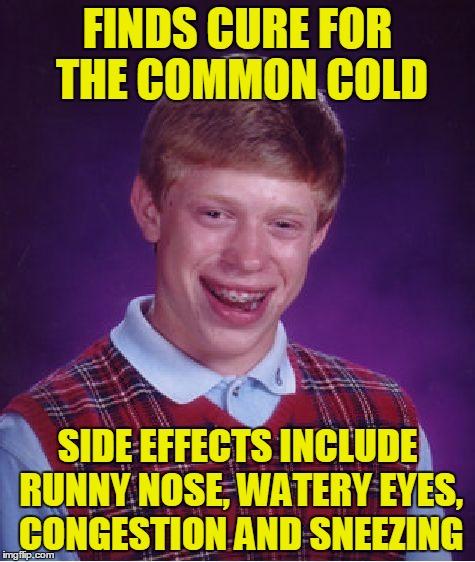 FINDS CURE FOR
THE COMMON COLD
SIDE EFFECTS INCLUDE
RUNNY NOSE, WATERY EYES,
CONGESTION AND SNEEZING
imgflip.com